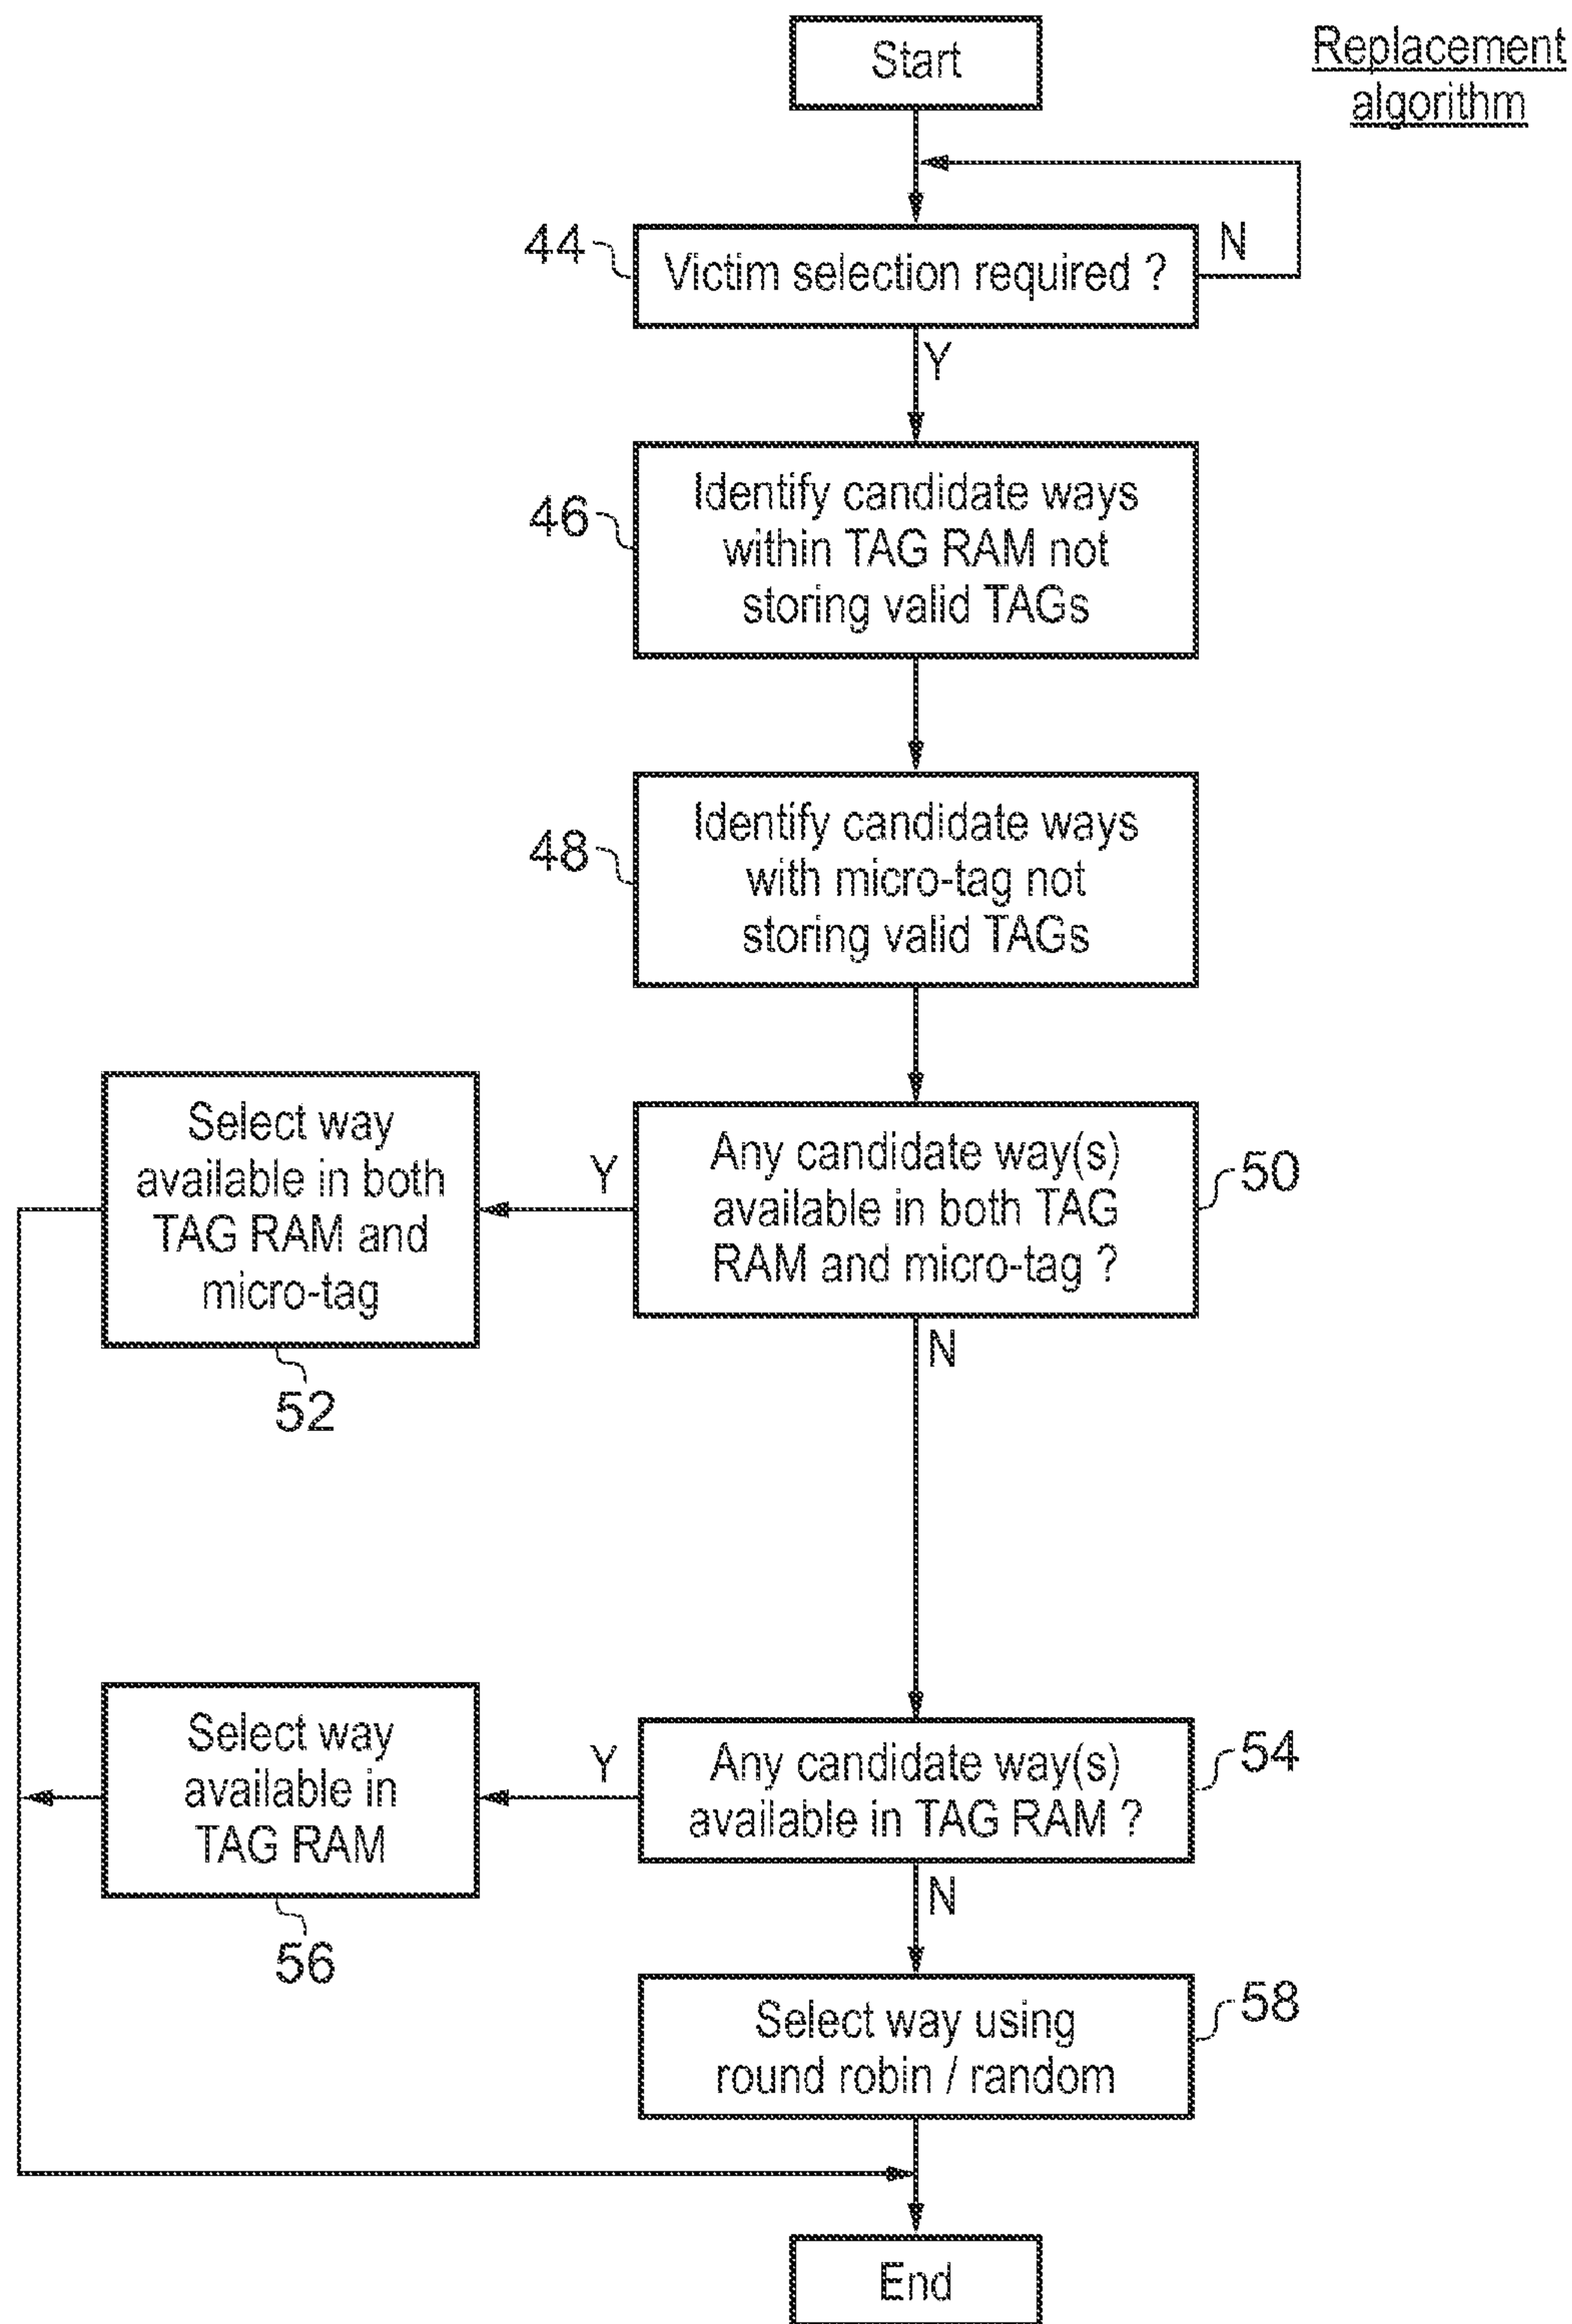 Start
Replacement
algorithm
44
Victim selection required ?
N
Y
46
Identify candidate ways
within TAG RAM not
storing valid TAGs
48
Identify candidate ways
with micro-tag not
storing valid TAGs
Select way
available in both
TAG RAM and
micro-tag
52
Y
Any candidate way(s)
available in both TAG
RAM and micro-tag ?
50
N
Select way
available in
TAG RAM
56
Y
Any candidate way(s)
available in TAG RAM ?
54
N
Select way using
round robin / random
58
End